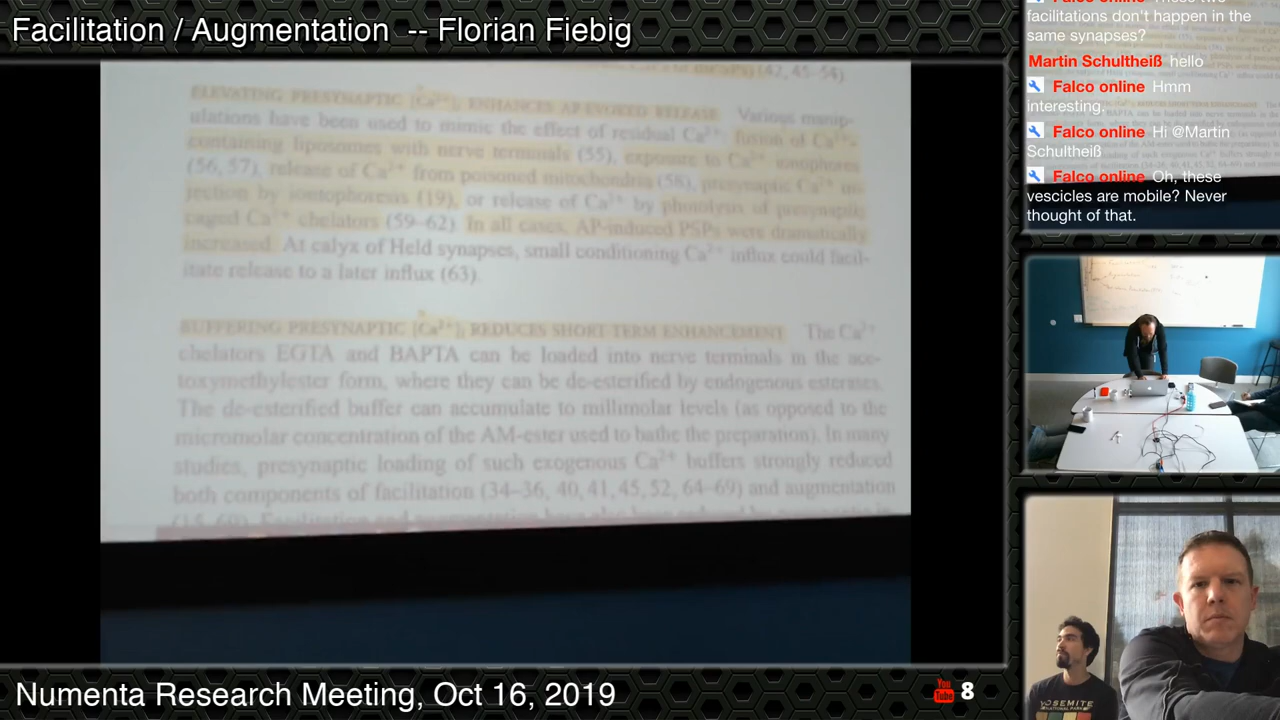 Facilitation / Augmentation -- Florian Fiebig
(42, 45–54).
ELEVATING PRESYNAPTIC [Ca²⁺]i ENHANCES AP-EVOKED RELEASE Various manip-
ulations have been used to mimic the effect of residual Ca²⁺: fusion of Ca²⁺-
containing liposomes with nerve terminals (55), exposure to Ca²⁺ ionophores
(56, 57), release of Ca²⁺ from poisoned mitochondria (58), presynaptic Ca²⁺ in-
jection by iontophoresis (19), or release of Ca²⁺ by photolysis of presynaptic
caged Ca²⁺ chelators (59–62). In all cases, AP-induced PSPs were dramatically
increased. At calyx of Held synapses, small conditioning Ca²⁺ influx could facil-
itate release to a later influx (63).
BUFFERING PRESYNAPTIC [Ca²⁺]i REDUCES SHORT TERM ENHANCEMENT The Ca²⁺
chelators EGTA and BAPTA can be loaded into nerve terminals in the ace-
toxymethylester form, where they can be de-esterified by endogenous esterases.
The de-esterified buffer can accumulate to millimolar levels (as opposed to the
micromolar concentration of the AM-ester used to bathe the preparation). In many
studies, presynaptic loading of such exogenous Ca²⁺ buffers strongly reduced
both components of facilitation (34–36, 40, 41, 45, 52, 64–69) and augmentation
Numenta Research Meeting, Oct 16, 2019
You Tube 8
facilitations don't happen in the
same synapses?
Martin Schultheiß hello
Falco online Hmm
interesting.
Falco online Hi @Martin
Schultheiß
Falco online Oh, these
vescicles are mobile? Never
thought of that.
YOSEMITE
NATIONAL PARK